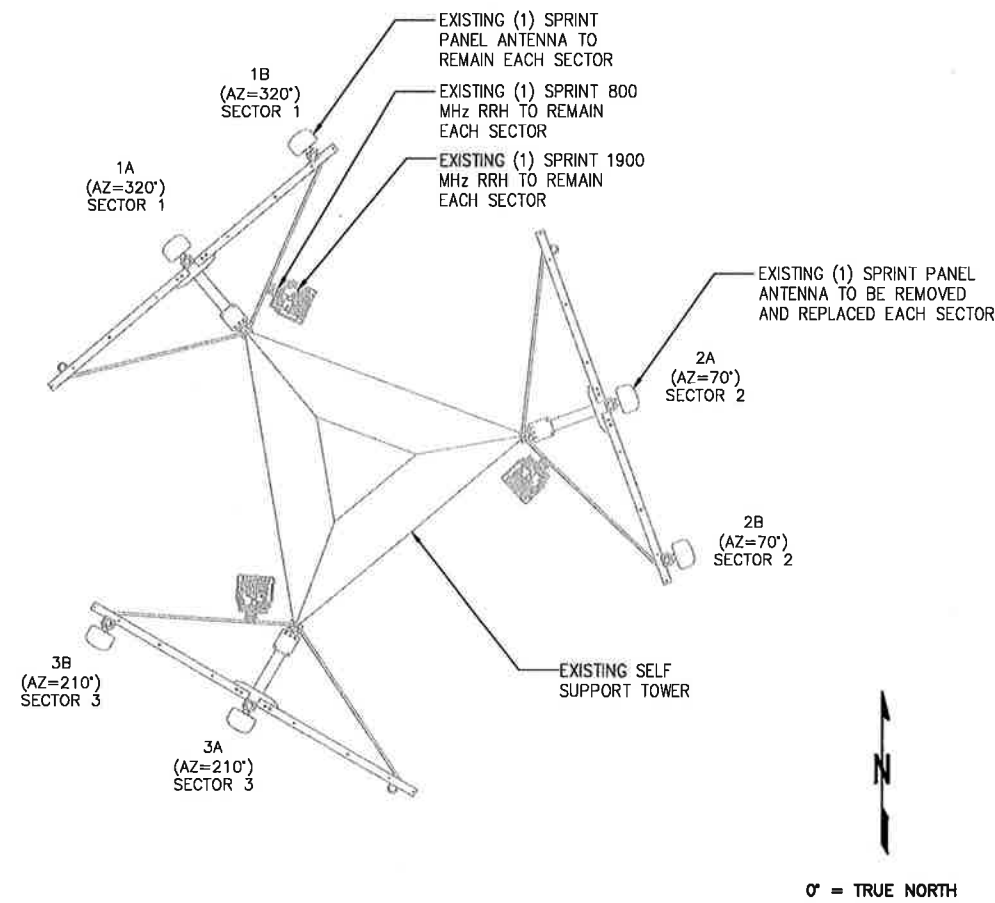 EXISTING (1) SPRINT
PANEL ANTENNA TO
REMAIN EACH SECTOR
1B
(AZ=320°)
SECTOR 1
EXISTING (1) SPRINT 800
MHz RRH TO REMAIN
EACH SECTOR
EXISTING (1) SPRINT 1900
MHz RRH TO REMAIN
EACH SECTOR
1A
(AZ=320°)
SECTOR 1
EXISTING (1) SPRINT PANEL
ANTENNA TO BE REMOVED
AND REPLACED EACH SECTOR
2A
(AZ=70°)
SECTOR 2
2B
(AZ=70°)
SECTOR 2
3B
(AZ=210°)
SECTOR 3
EXISTING SELF
SUPPORT TOWER
3A
(AZ=210°)
SECTOR 3
N
0° = TRUE NORTH